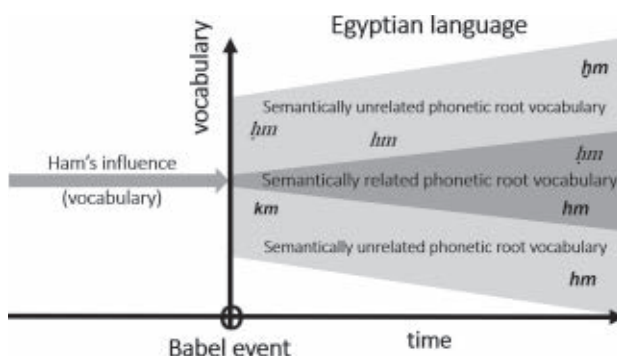 Egyptian language
vocabulary
ẖm
Semantically unrelated phonetic root vocabulary
ḥm
hm
ḥm
Ham's influence
(vocabulary)
Semantically related phonetic root vocabulary
km
hm
Semantically unrelated phonetic root vocabulary
hm
time
Babel event